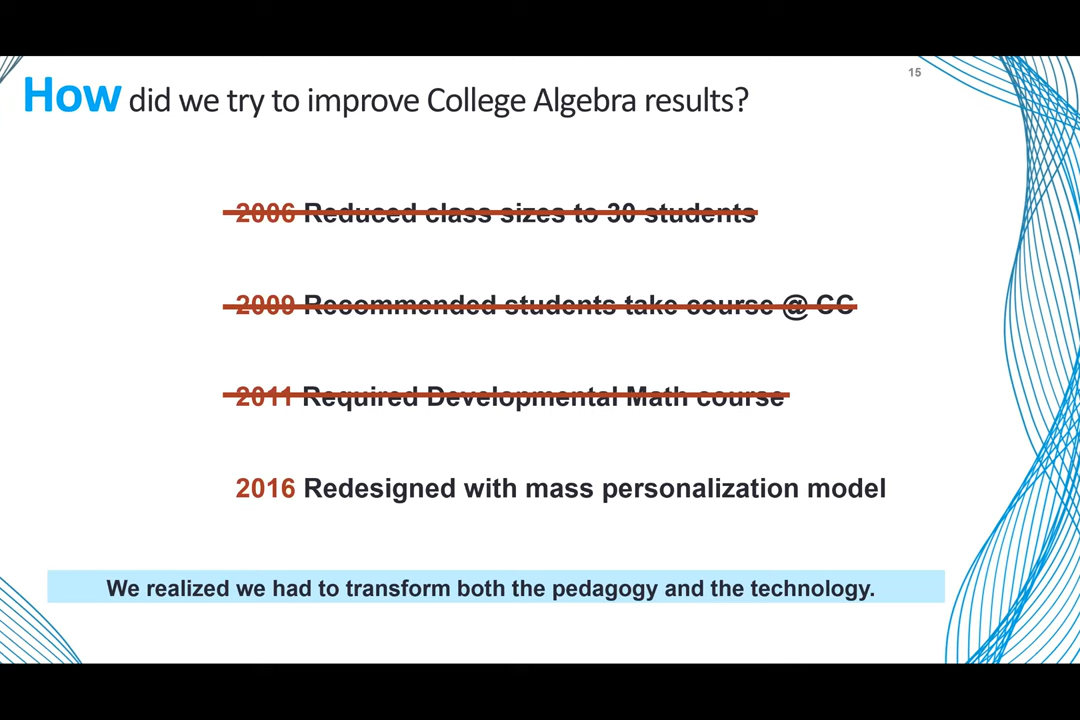 15
How did we try to improve College Algebra results?
2006 Reduced class sizes to 30 students
2009 Recommended students take course @ CC
2011 Required Developmental Math course
2016 Redesigned with mass personalization model
We realized we had to transform both the pedagogy and the technology.